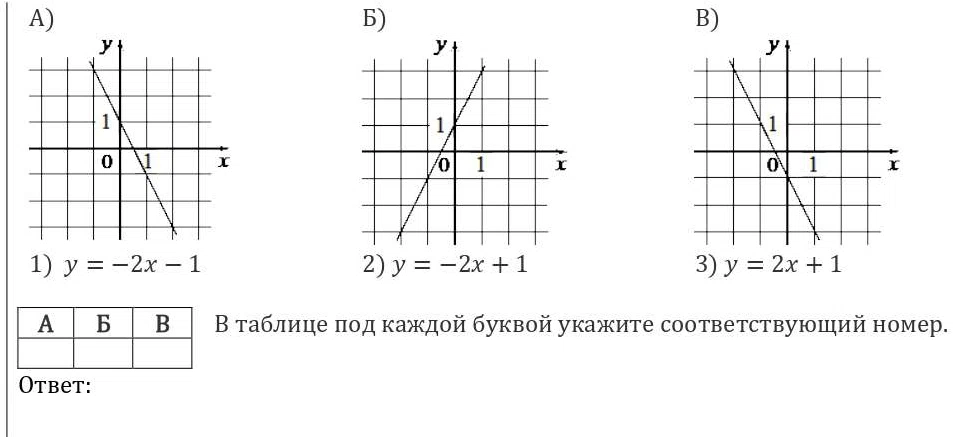 А) Б) В)
y y y
1 1 1
0 1 x 0 1 x 0 1 x
1) y = −2x − 1 2) y = −2x + 1 3) y = 2x + 1
А Б В В таблице под каждой буквой укажите соответствующий номер.
Ответ: